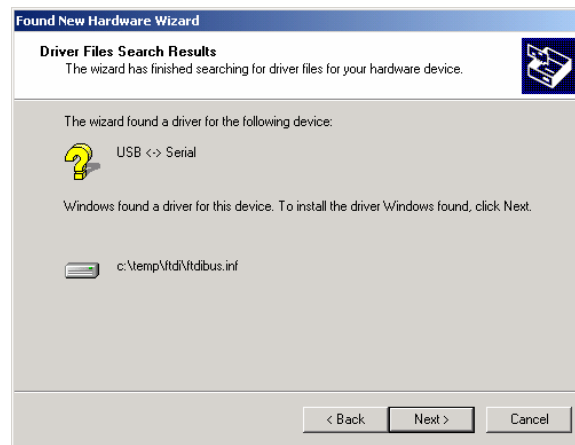 Found New Hardware Wizard
Driver Files Search Results
The wizard has finished searching for driver files for your hardware device.
The wizard found a driver for the following device:
USB <-> Serial
Windows found a driver for this device. To install the driver Windows found, click Next.
c:\temp\ftdi\ftdibus.inf
< Back Next > Cancel